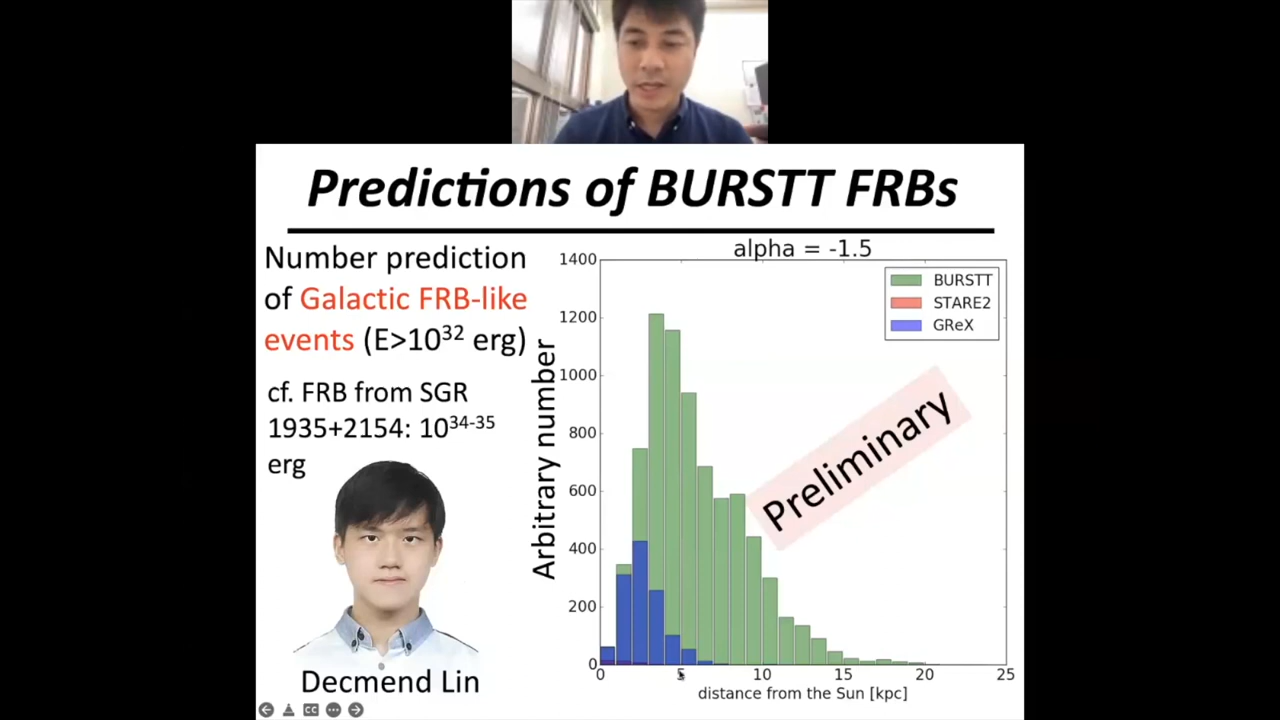 Predictions of BURSTT FRBs
Number prediction
of Galactic FRB-like
events (E>10³² erg)
cf. FRB from SGR
1935+2154: 10³⁴⁻³⁵
erg
Decmend Lin
alpha = -1.5
Arbitrary number
1400
1200
1000
800
600
400
200
0
0
5
10
15
20
25
distance from the Sun [kpc]
BURSTT
STARE2
GReX
Preliminary
CC